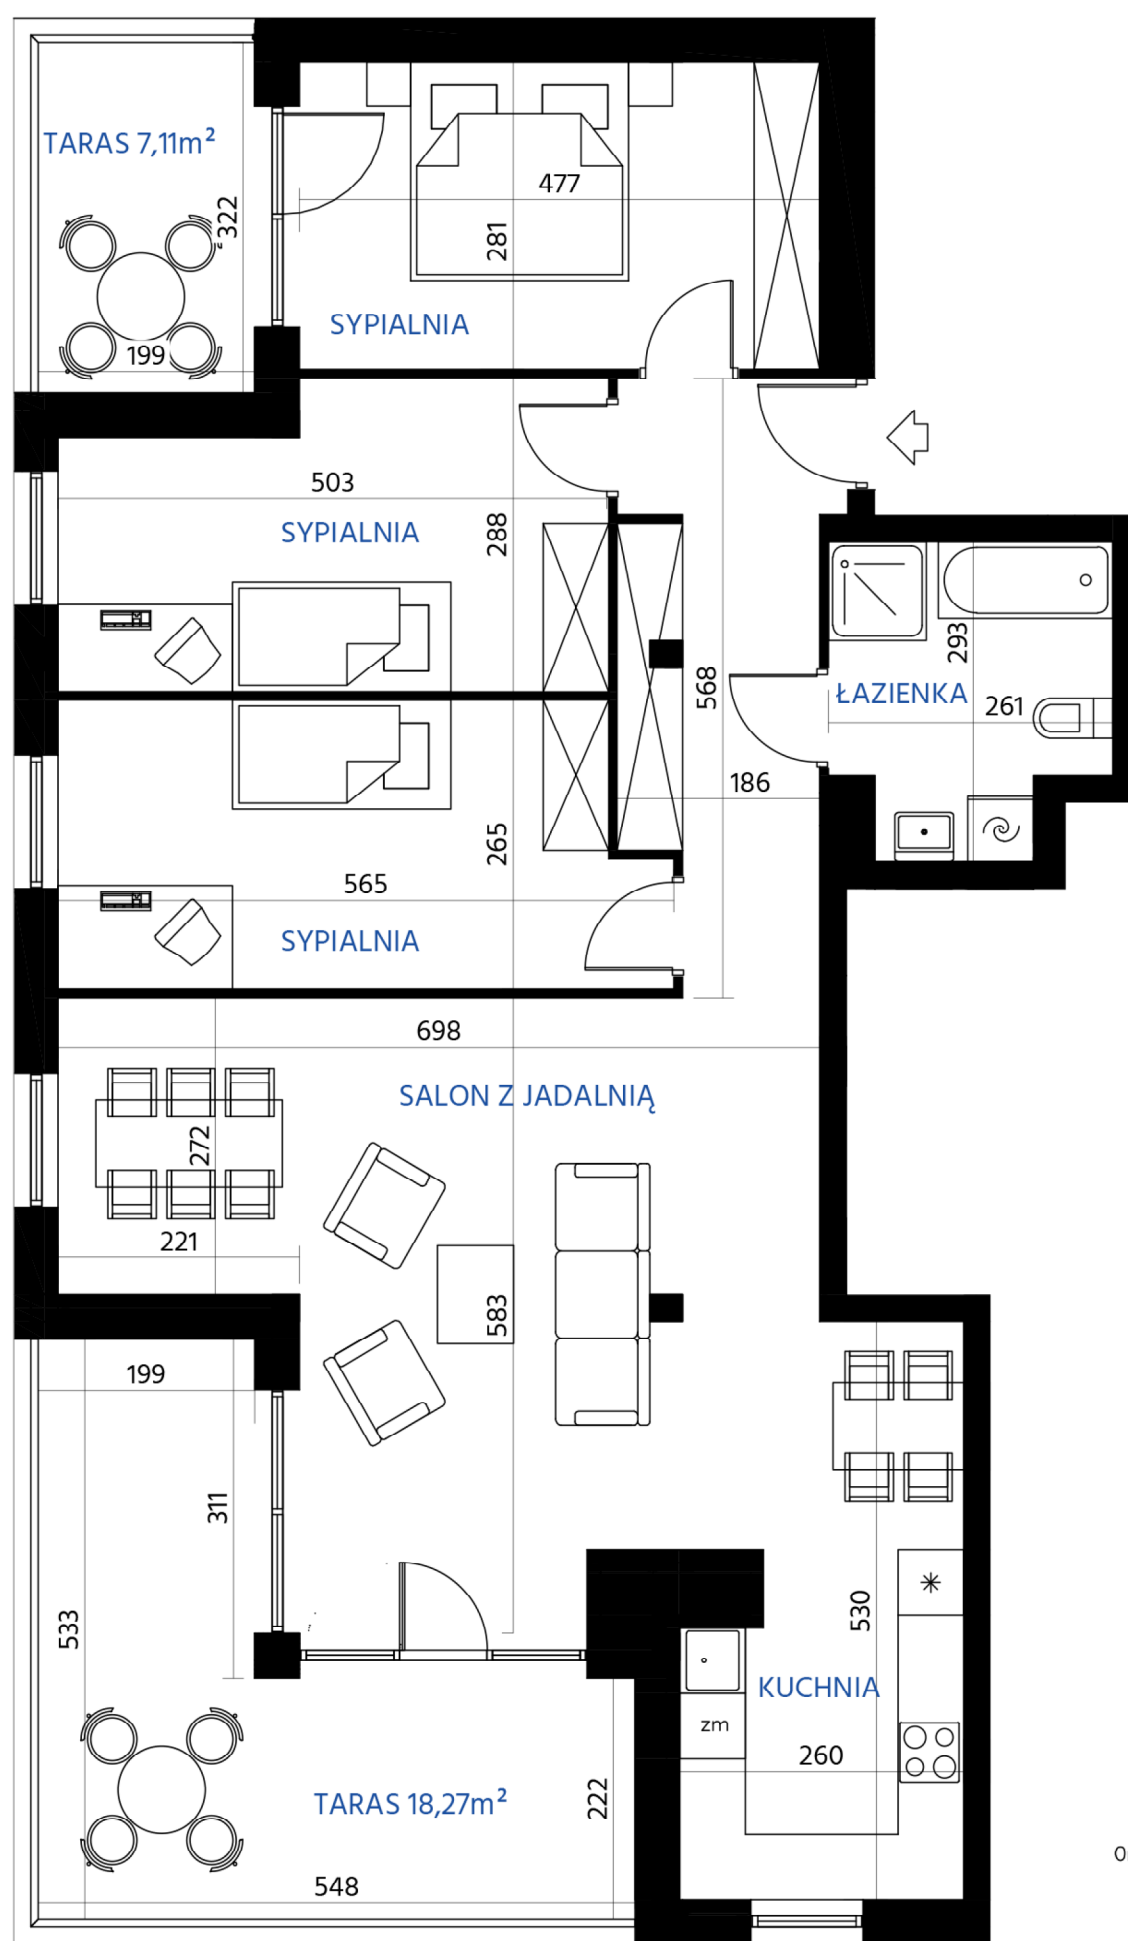 TARAS 7,11m²
477
322
281
SYPIALNIA
199
503
288
SYPIALNIA
293
568
ŁAZIENKA
261
186
265
565
SYPIALNIA
698
SALON Z JADALNIĄ
272
221
583
199
311
530
533
KUCHNIA
zm
260
TARAS 18,27m²
222
548